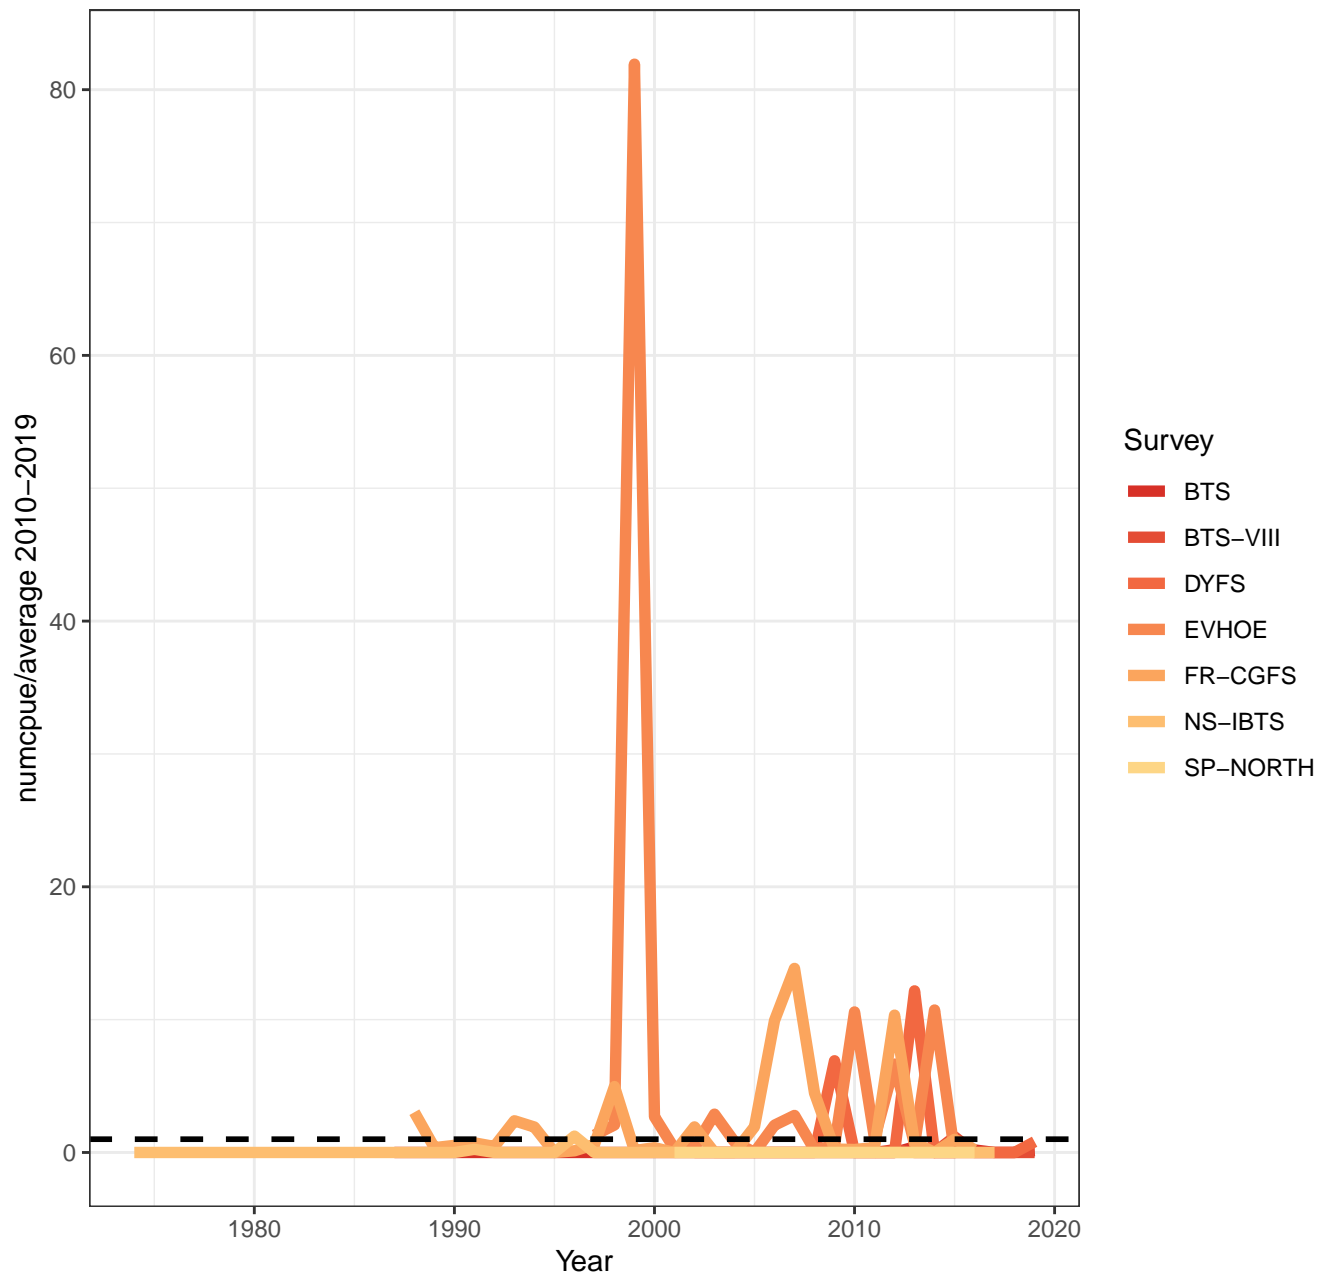 80
60
40
20
0
numcpue/average 2010−2019
1980 1990 2000 2010 2020
Year
Survey
BTS
BTS−VIII
DYFS
EVHOE
FR−CGFS
NS−IBTS
SP−NORTH